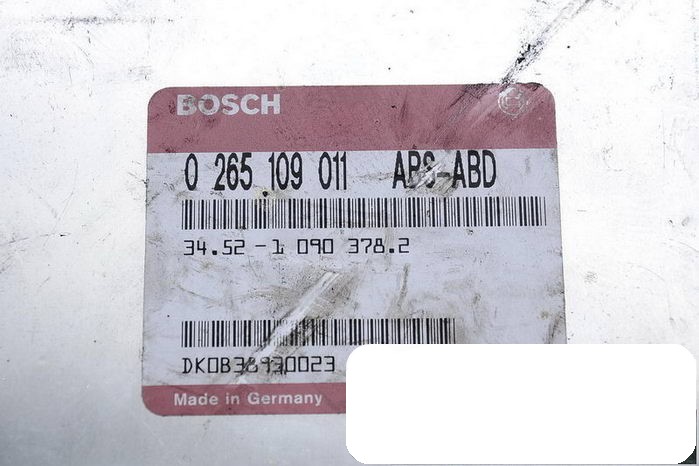 BOSCH
0 265 109 011 ABS-ABD
34.52-1 090 378.2
DK0B38930023
Made in Germany